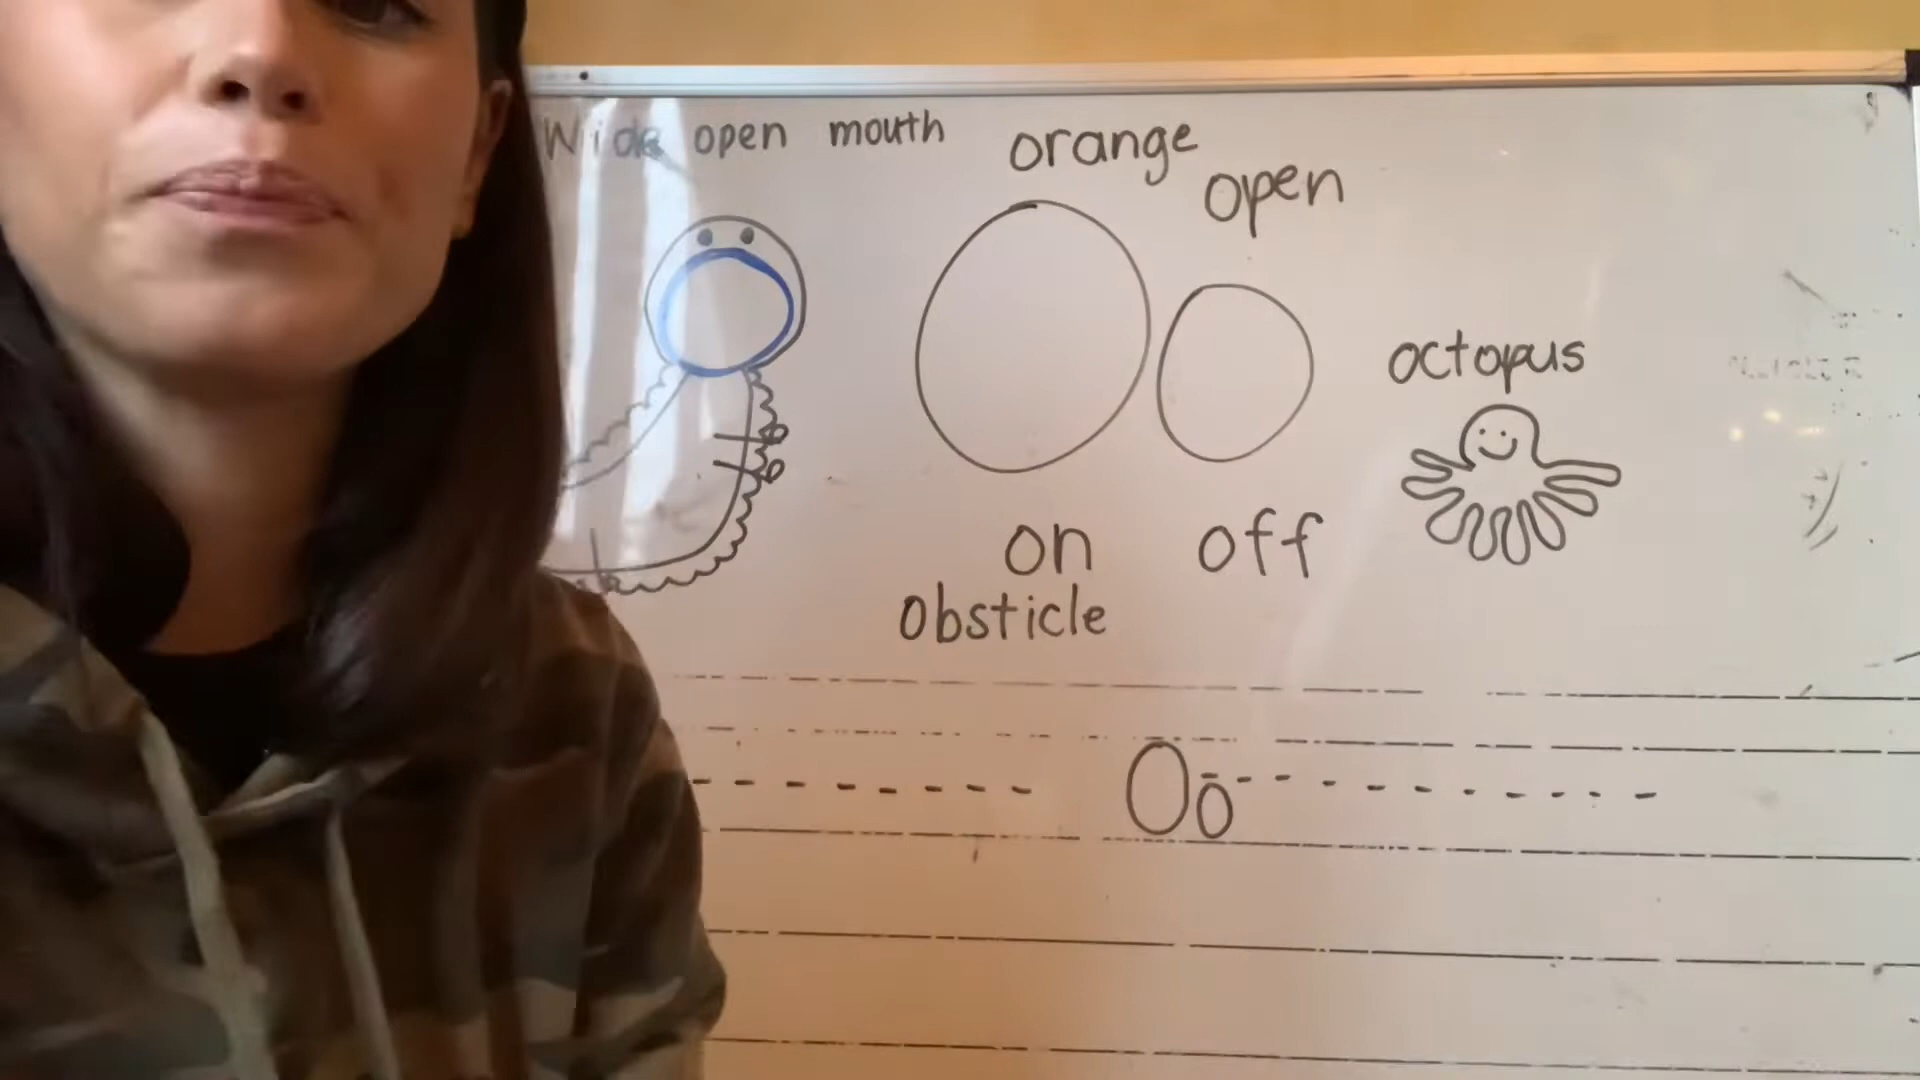 Wide open mouth
orange
open
octopus
on off
Obsticle
Oo